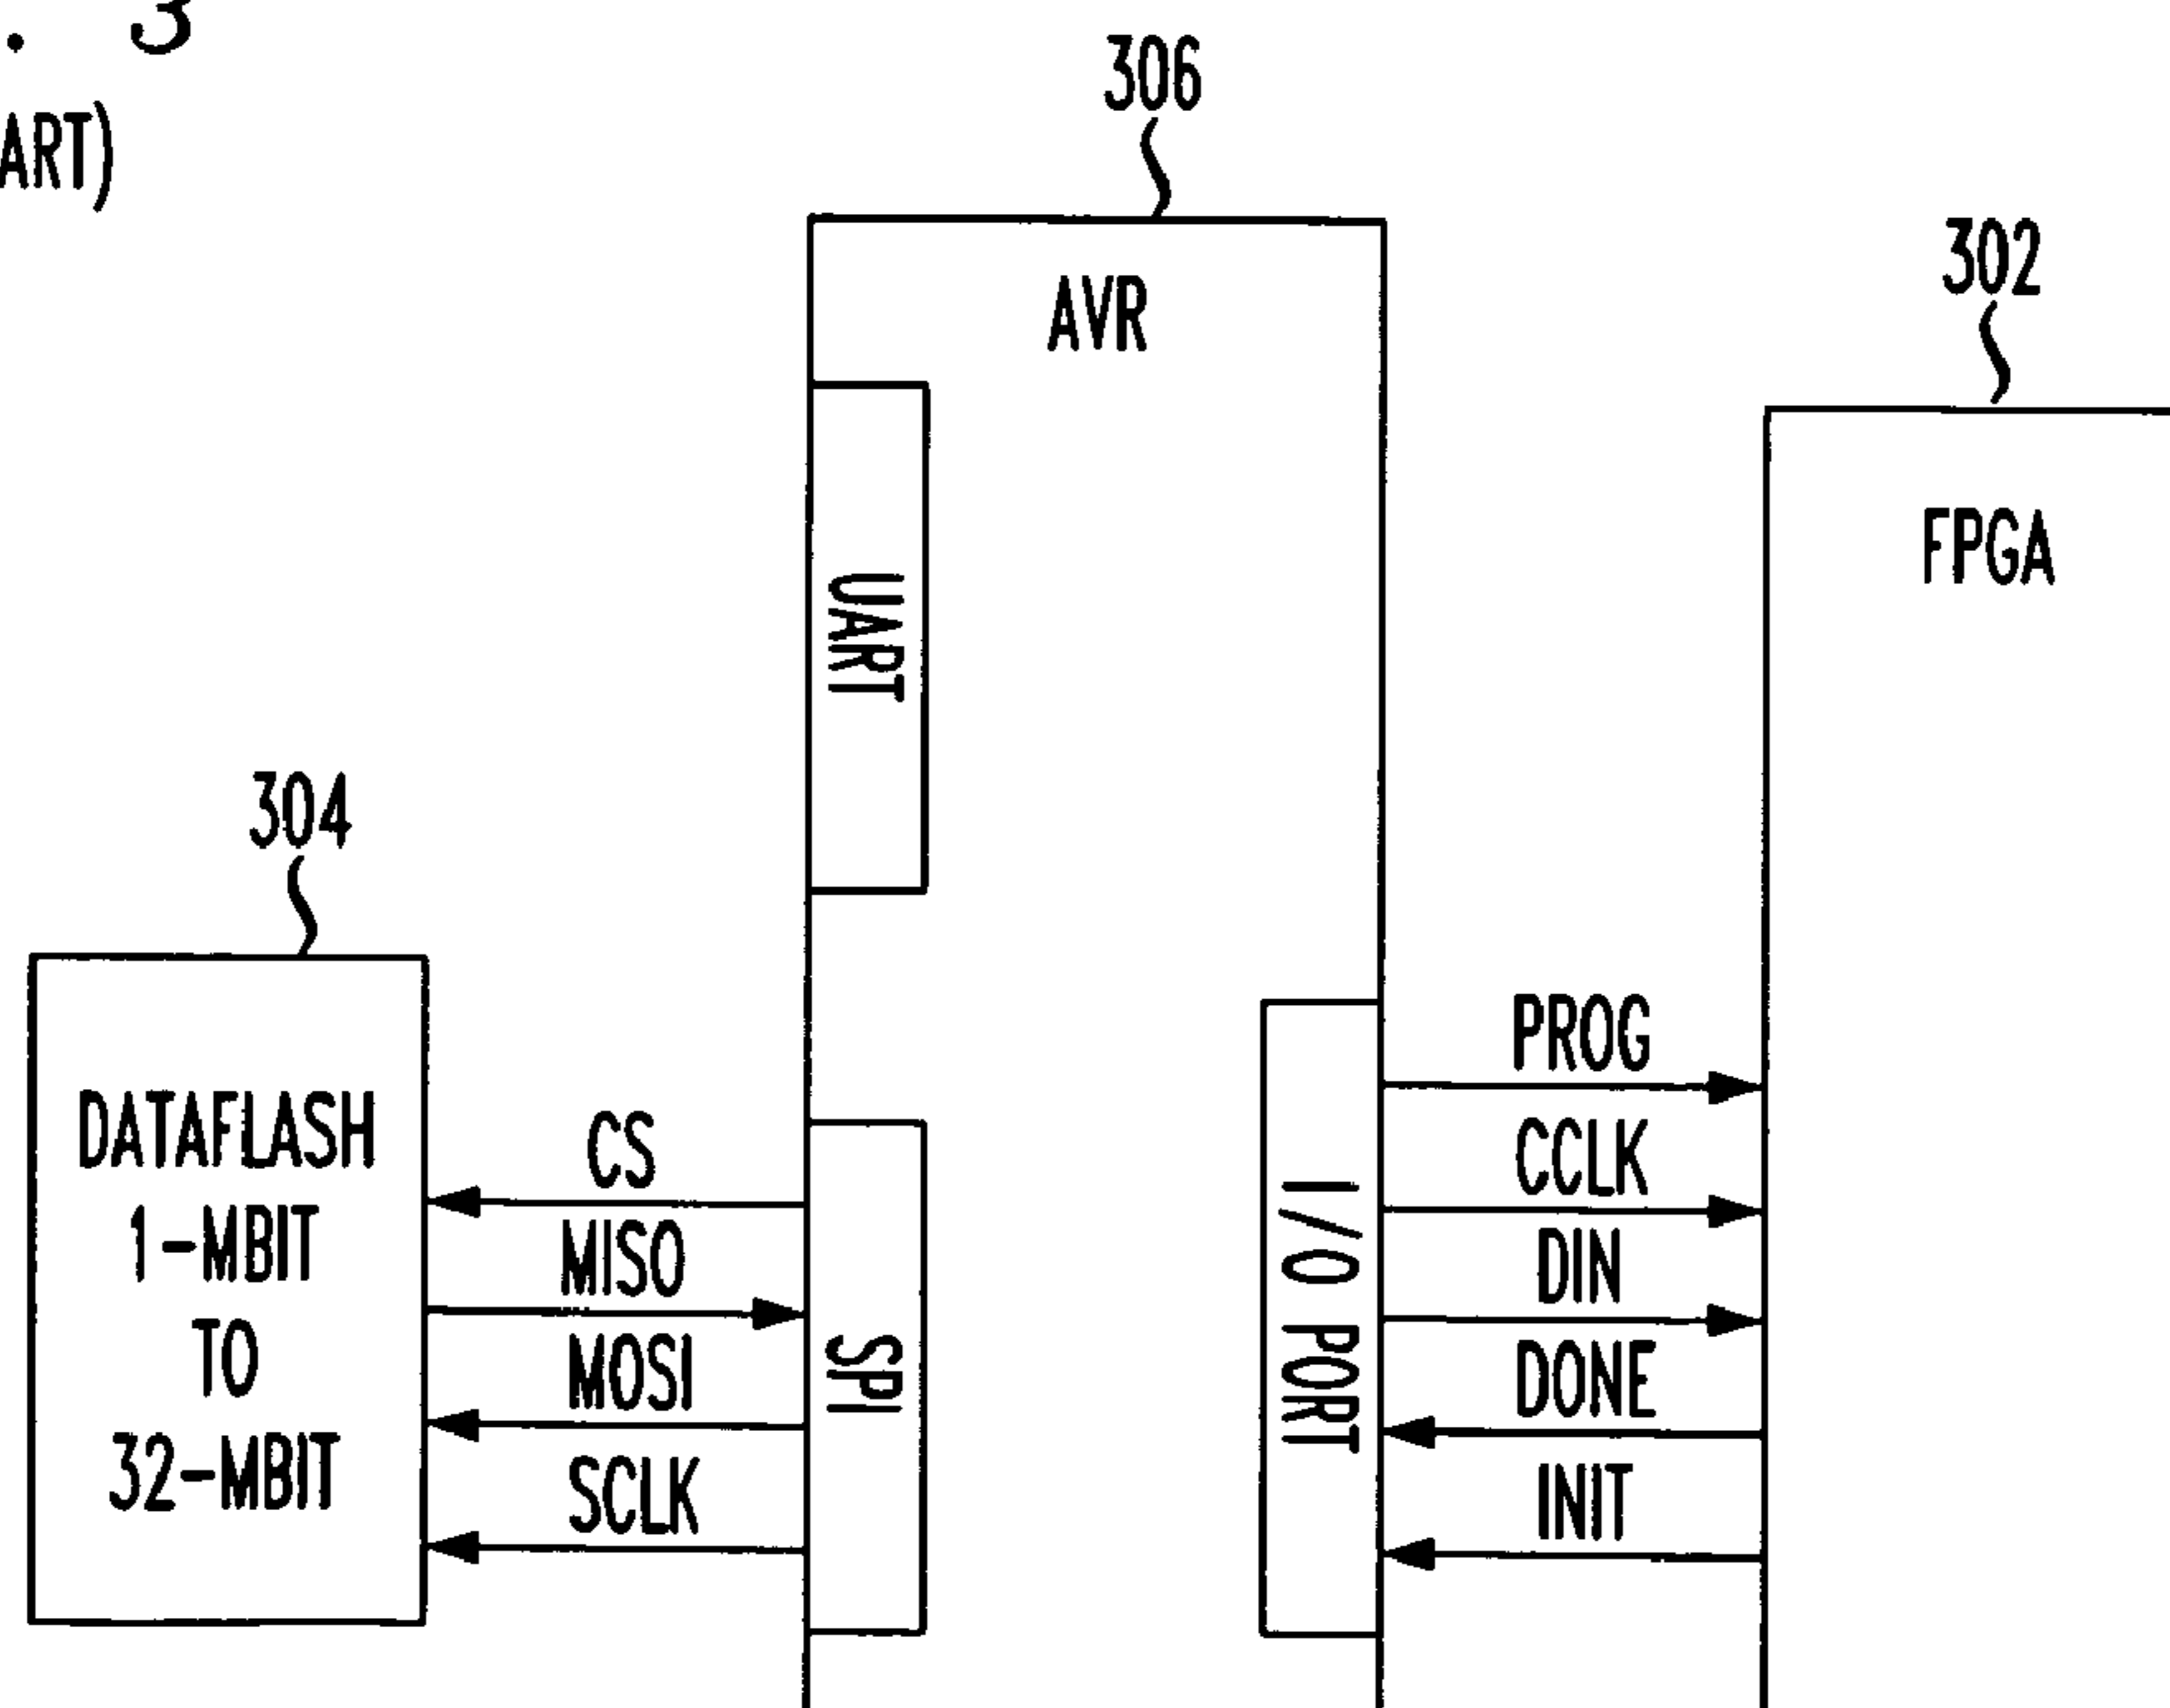 . 3
ART)
306
AVR
302
FPGA
UART
304
DATAFLASH
1-MBIT
TO
32-MBIT
CS
MISO
MOSI
SCLK
SPI
I/O PORT
PROG
CCLK
DIN
DONE
INIT